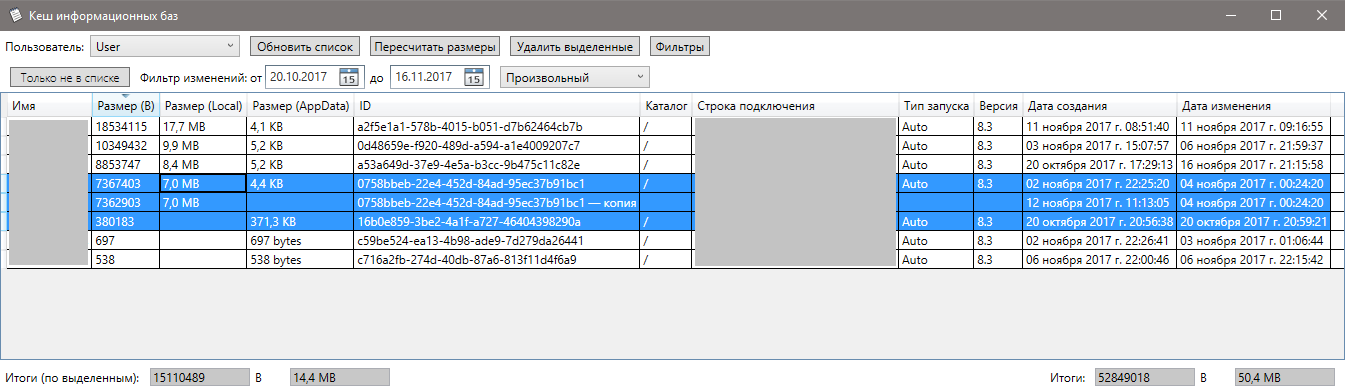 Кеш информационных баз
Пользователь: User Обновить список Пересчитать размеры Удалить выделенные Фильтры
Только не в списке Фильтр изменений: от 20.10.2017 15 до 16.11.2017 15 Произвольный
Имя Размер (B) Размер (Local) Размер (AppData) ID Каталог Строка подключения Тип запуска Версия Дата создания Дата изменения
18534115 17,7 MB 4,1 KB a2f5e1a1-578b-4015-b051-d7b62464cb7b / Auto 8.3 11 ноября 2017 г. 08:51:40 11 ноября 2017 г. 09:16:55
10349432 9,9 MB 5,2 KB 0d48659e-f920-489d-a594-a1e4009207c7 / Auto 8.3 03 ноября 2017 г. 15:07:57 06 ноября 2017 г. 21:59:37
8853747 8,4 MB 5,2 KB a53a649d-37e9-4e5a-b3cc-9b475c11c82e / Auto 8.3 20 октября 2017 г. 17:29:13 16 ноября 2017 г. 21:15:58
7367403 7,0 MB 4,4 KB 0758bbeb-22e4-452d-84ad-95ec37b91bc1 / Auto 8.3 02 ноября 2017 г. 22:25:20 04 ноября 2017 г. 00:24:20
7362903 7,0 MB 0758bbeb-22e4-452d-84ad-95ec37b91bc1 — копия 12 ноября 2017 г. 11:13:05 04 ноября 2017 г. 00:24:20
380183 371,3 KB 16b0e859-3be2-4a1f-a727-46404398290a / Auto 8.3 20 октября 2017 г. 20:56:38 20 октября 2017 г. 20:59:21
697 697 bytes c59be524-ea13-4b98-ade9-7d279da26441 / Auto 8.3 02 ноября 2017 г. 22:26:41 03 ноября 2017 г. 01:06:44
538 538 bytes c716a2fb-274d-40db-87a6-813f11d4f6a9 / Auto 8.3 06 ноября 2017 г. 22:00:46 06 ноября 2017 г. 22:15:42
Итоги (по выделенным): 15110489 B 14,4 MB Итоги: 52849018 B 50,4 MB